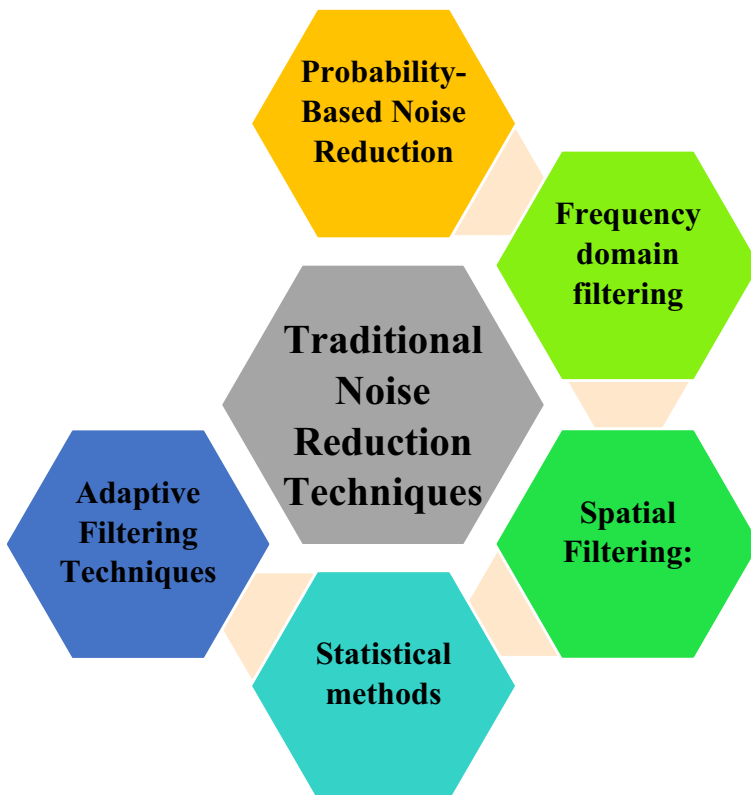 Probability-
Based Noise
Reduction
Frequency
domain
filtering
Traditional
Noise
Reduction
Techniques
Adaptive
Filtering
Techniques
Spatial
Filtering:
Statistical
methods